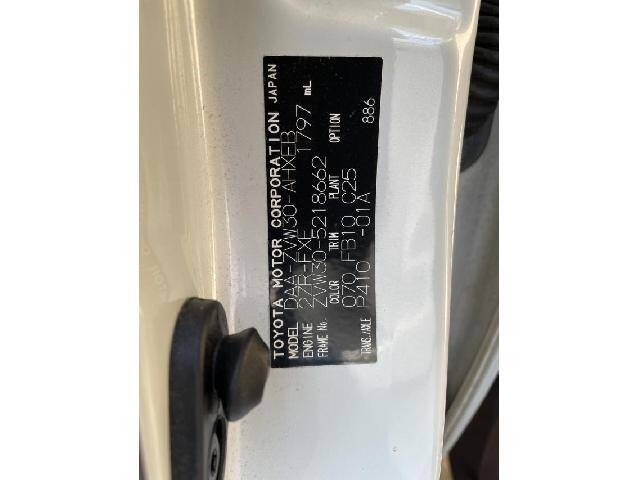 TOYOTA MOTOR CORPORATION JAPAN
MODEL DAA-ZVW30-AHXEB
ENGINE 2ZR-FXE 1797 mL
FRAME No. ZVW30-5218662
COLOR TRIM PLANT OPTION
070 FB10 C25
TRANS./AXLE P410 -01A 886